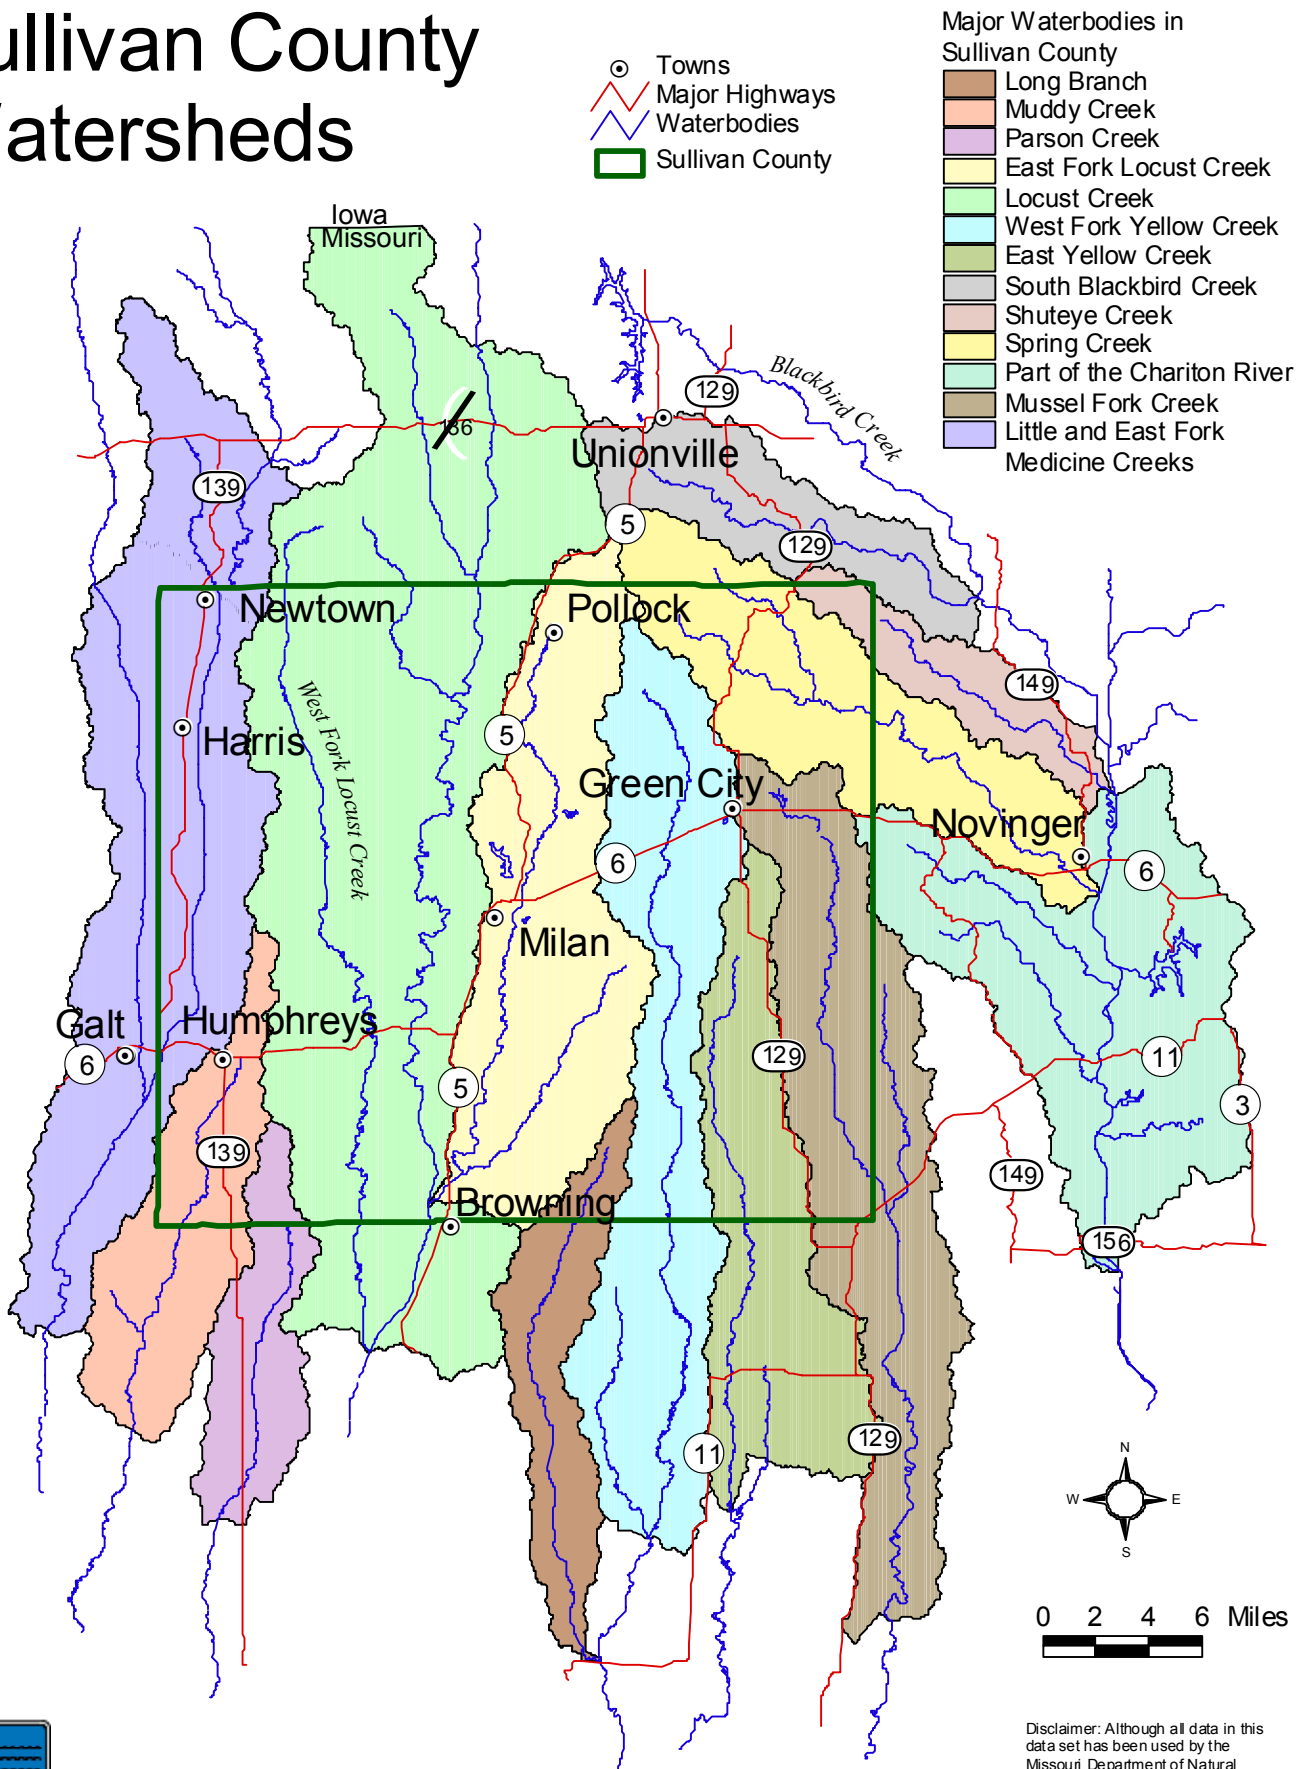 ullivan County
atersheds
Towns
Major Highways
Waterbodies
Sullivan County
Major Waterbodies in
Sullivan County
Long Branch
Muddy Creek
Parson Creek
East Fork Locust Creek
Locust Creek
West Fork Yellow Creek
East Yellow Creek
South Blackbird Creek
Shuteye Creek
Spring Creek
Part of the Chariton River
Mussel Fork Creek
Little and East Fork
Medicine Creeks
Iowa
Missouri
Blackbird Creek
129
136
Unionville
139
5
129
Newtown
Pollock
149
West Fork Locust Creek
Harris
5
Green City
Novinger
6
6
Milan
Galt
Humphreys
6
129
11
5
3
139
149
Browning
156
11
129
N
W
E
S
0 2 4 6 Miles
Disclaimer: Although all data in this
data set has been used by the
Missouri Department of Natural